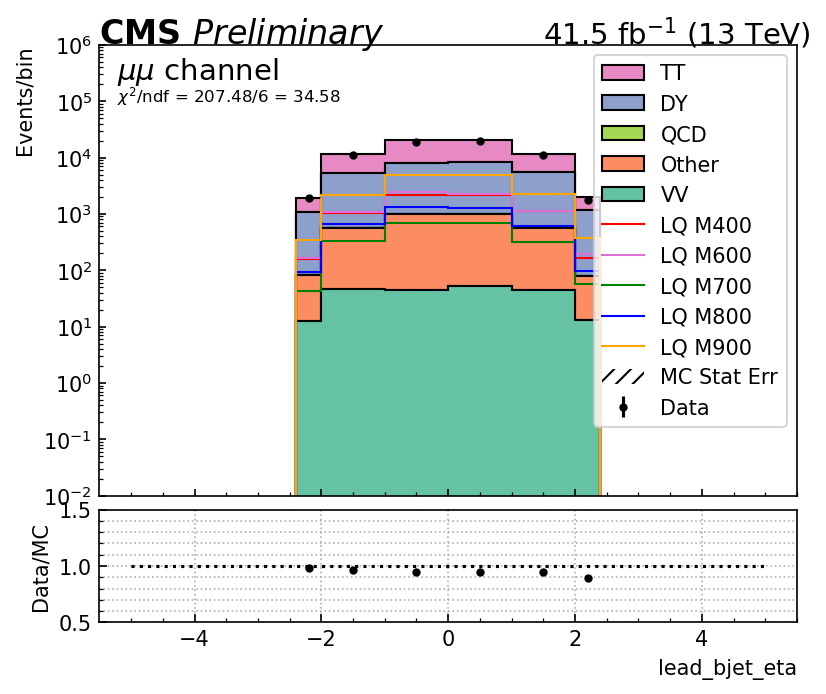 CMS Preliminary 41.5 fb⁻¹ (13 TeV)
Events/bin
μμ channel
χ²/ndf = 207.48/6 = 34.58
10⁶
10⁵
10⁴
10³
10²
10¹
10⁰
10⁻¹
10⁻²
TT
DY
QCD
Other
VV
LQ M400
LQ M600
LQ M700
LQ M800
LQ M900
MC Stat Err
Data
Data/MC
1.5
1.0
0.5
−4 −2 0 2 4
lead_bjet_eta